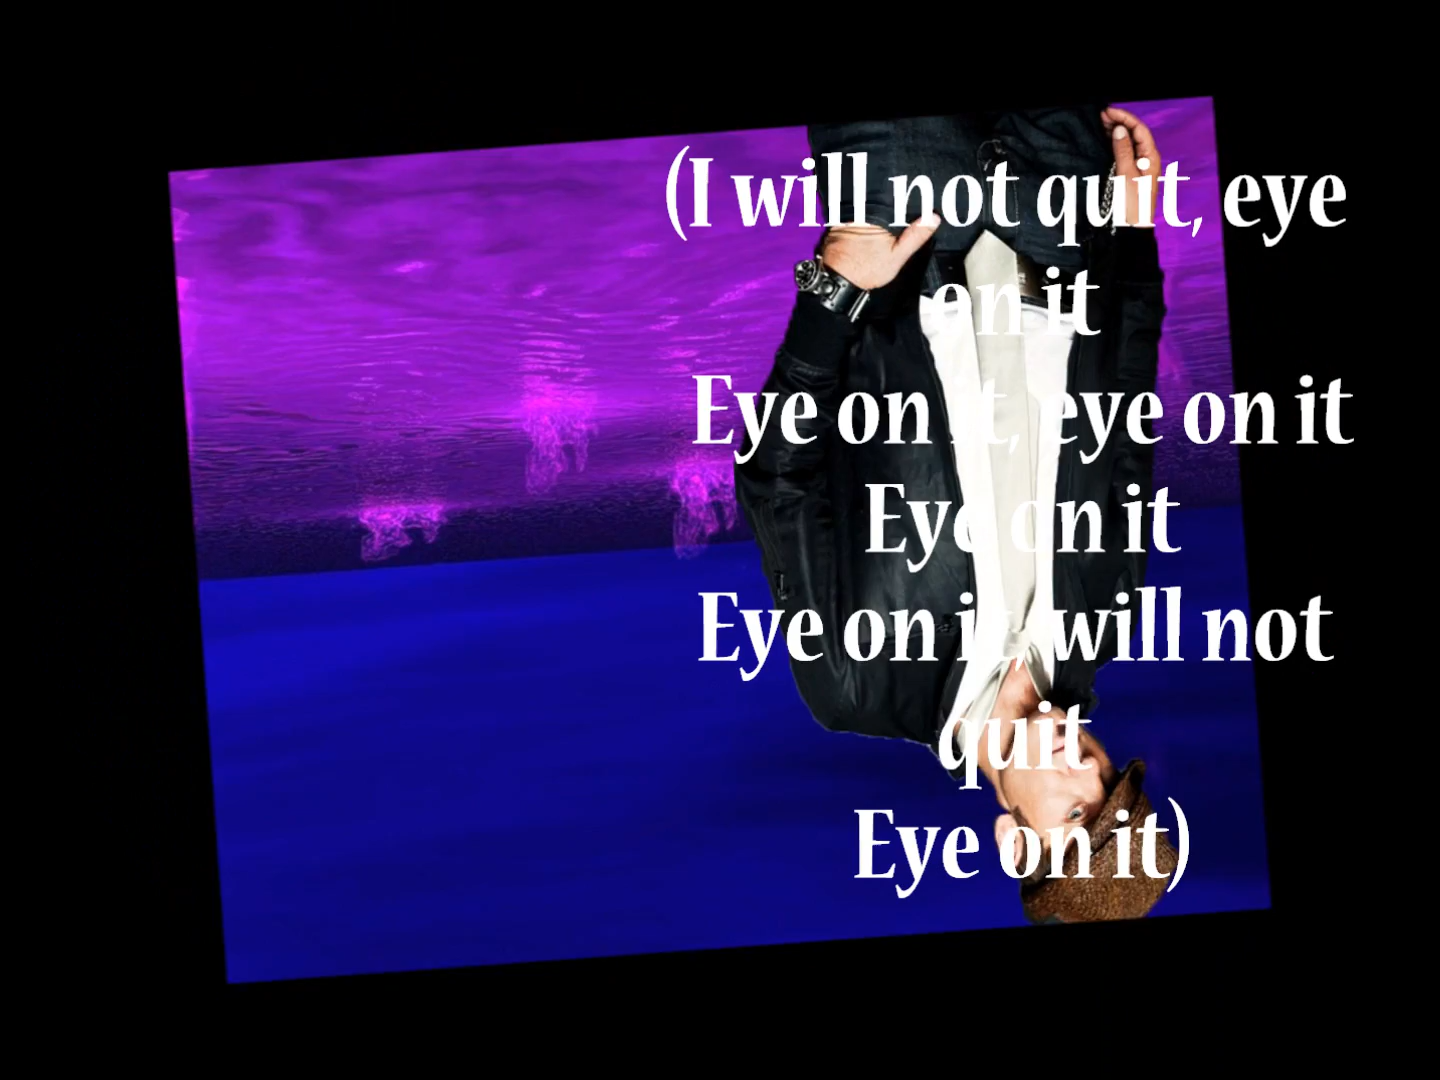 (I will not quit, eye
on it
Eye on it, eye on it
Eye on it
Eye on it, will not
quit
Eye on it)